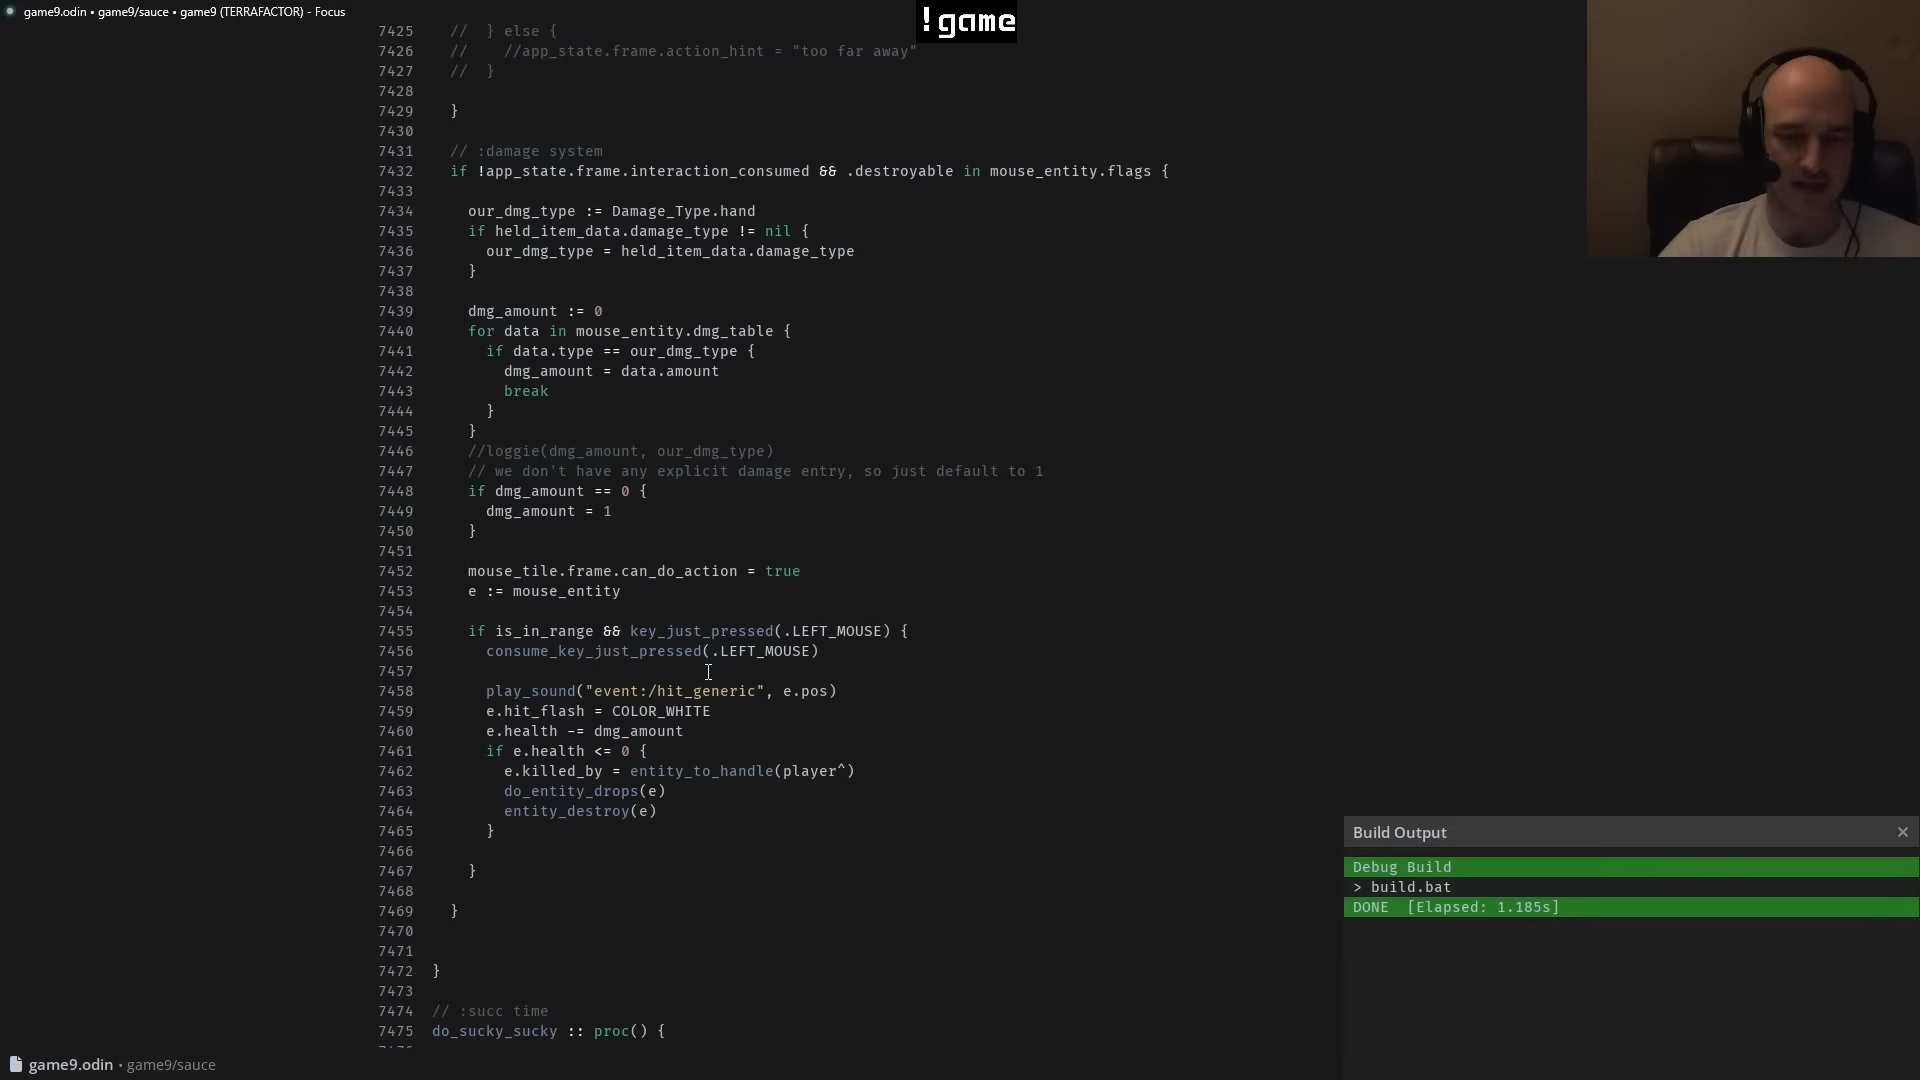 game9.odin • game9/sauce • game9 (TERRAFACTOR) - Focus
!game
7425 //  } else {
7426 //    //app_state.frame.action_hint = "too far away"
7427 //  }
7428
7429 }
7430
7431 // :damage system
7432 if !app_state.frame.interaction_consumed && .destroyable in mouse_entity.flags {
7433
7434 our_dmg_type := Damage_Type.hand
7435 if held_item_data.damage_type != nil {
7436 our_dmg_type = held_item_data.damage_type
7437 }
7438
7439 dmg_amount := 0
7440 for data in mouse_entity.dmg_table {
7441 if data.type == our_dmg_type {
7442 dmg_amount = data.amount
7443 break
7444 }
7445 }
7446 //loggie(dmg_amount, our_dmg_type)
7447 // we don't have any explicit damage entry, so just default to 1
7448 if dmg_amount == 0 {
7449 dmg_amount = 1
7450 }
7451
7452 mouse_tile.frame.can_do_action = true
7453 e := mouse_entity
7454
7455 if is_in_range && key_just_pressed(.LEFT_MOUSE) {
7456 consume_key_just_pressed(.LEFT_MOUSE)
7457
7458 play_sound("event:/hit_generic", e.pos)
7459 e.hit_flash = COLOR_WHITE
7460 e.health -= dmg_amount
7461 if e.health <= 0 {
7462 e.killed_by = entity_to_handle(player^)
7463 do_entity_drops(e)
7464 entity_destroy(e)
7465 }
7466
7467 }
7468
7469 }
7470
7471
7472 }
7473
7474 // :succ time
7475 do_sucky_sucky :: proc() {
Build Output
Debug Build
> build.bat
DONE [Elapsed: 1.185s]
game9.odin • game9/sauce